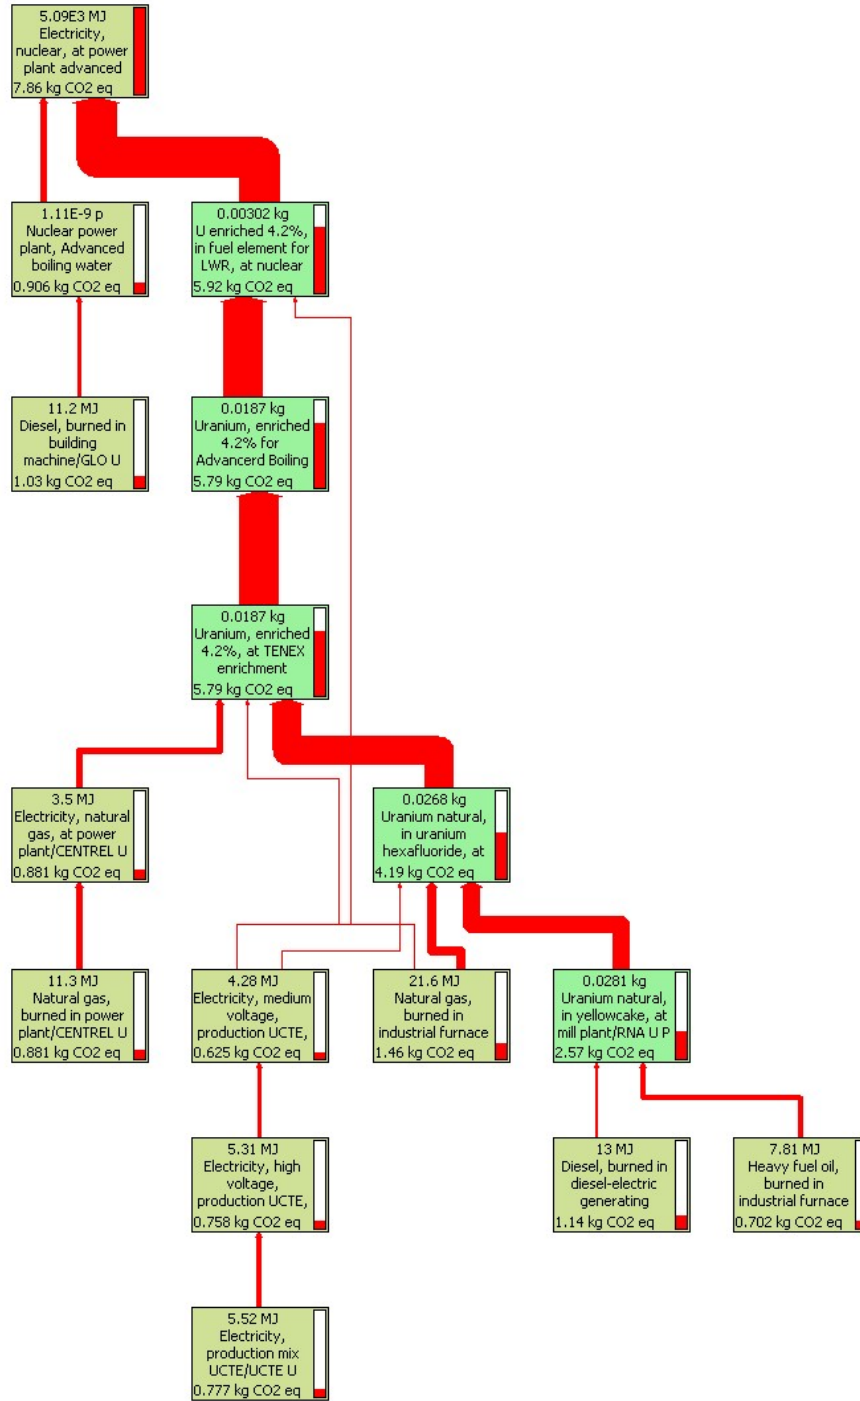 5.09E3 MJ
Electricity,
nuclear, at power
plant advanced
7.86 kg CO2 eq
1.11E-9 p
Nuclear power
plant, Advanced
boiling water
0.906 kg CO2 eq
0.00302 kg
U enriched 4.2%,
in fuel element for
LWR, at nuclear
5.92 kg CO2 eq
11.2 MJ
Diesel, burned in
building
machine/GLO U
1.03 kg CO2 eq
0.0187 kg
Uranium, enriched
4.2% for
Advancerd Boiling
5.79 kg CO2 eq
0.0187 kg
Uranium, enriched
4.2%, at TENEX
enrichment
5.79 kg CO2 eq
3.5 MJ
Electricity, natural
gas, at power
plant/CENTREL U
0.881 kg CO2 eq
0.0268 kg
Uranium natural,
in uranium
hexafluoride, at
4.19 kg CO2 eq
11.3 MJ
Natural gas,
burned in power
plant/CENTREL U
0.881 kg CO2 eq
4.28 MJ
Electricity, medium
voltage,
production UCTE,
0.625 kg CO2 eq
21.6 MJ
Natural gas,
burned in
industrial furnace
1.46 kg CO2 eq
0.0281 kg
Uranium natural,
in yellowcake, at
mill plant/RNA U P
2.57 kg CO2 eq
5.31 MJ
Electricity, high
voltage,
production UCTE,
0.758 kg CO2 eq
13 MJ
Diesel, burned in
diesel-electric
generating
1.14 kg CO2 eq
7.81 MJ
Heavy fuel oil,
burned in
industrial furnace
0.702 kg CO2 eq
5.52 MJ
Electricity,
production mix
UCTE/UCTE U
0.777 kg CO2 eq